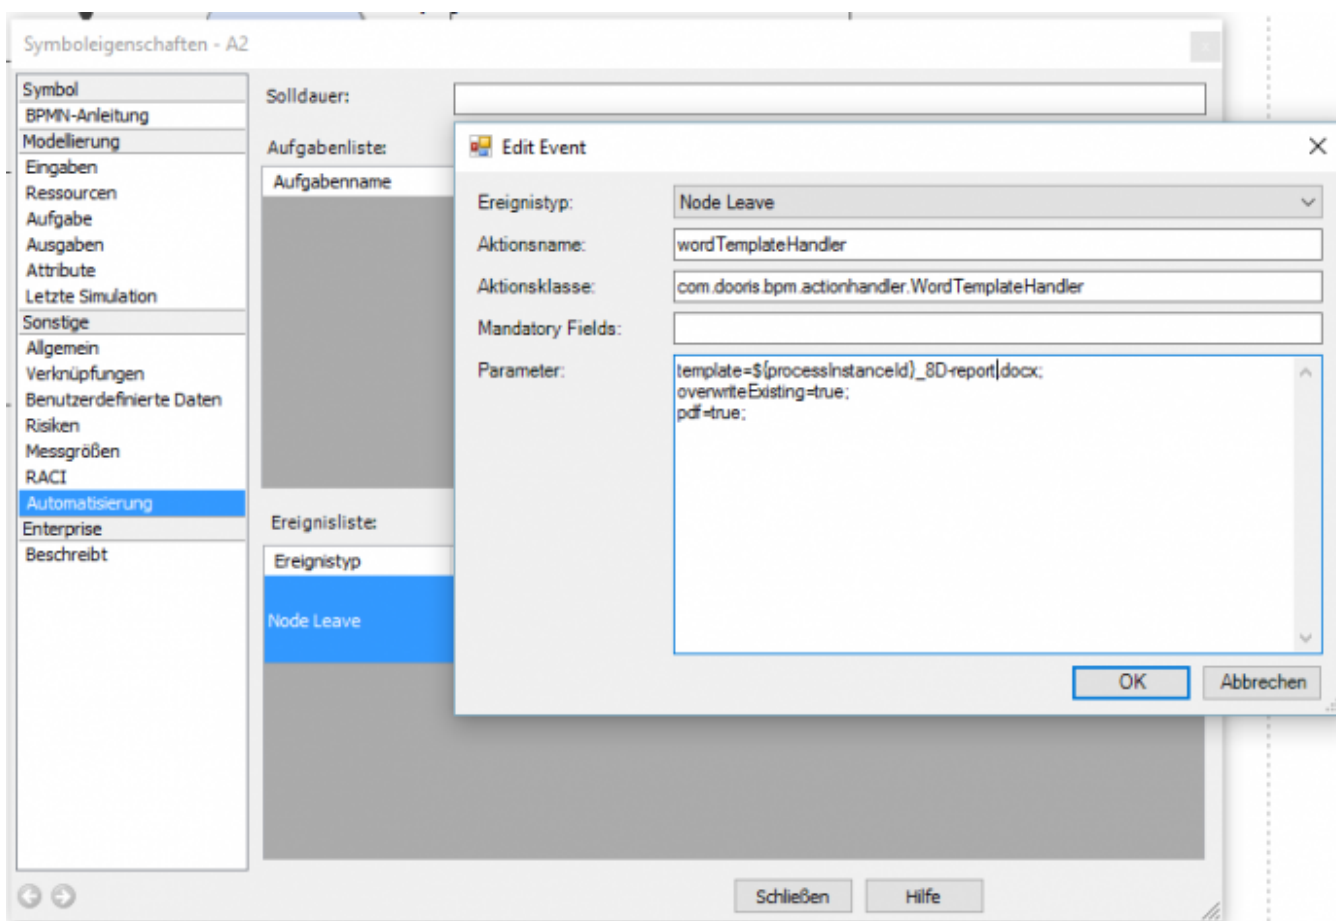 Symboleigenschaften - A2
Symbol
BPMN-Anleitung
Modellierung
Eingaben
Ressourcen
Aufgabe
Ausgaben
Attribute
Letzte Simulation
Sonstige
Allgemein
Verknüpfungen
Benutzerdefinierte Daten
Risiken
Messgrößen
RACI
Automatisierung
Enterprise
Beschreibt
Solldauer:
Aufgabenliste:
Aufgabenname
Ereignisliste:
Ereignistyp
Node Leave
Edit Event
Ereignistyp:
Node Leave
Aktionsname:
wordTemplateHandler
Aktionsklasse:
com.dooris.bpm.actionhandler.WordTemplateHandler
Mandatory Fields:
Parameter:
template=${processInstanceId}_8D-report.docx;
overwriteExisting=true;
pdf=true;
OK
Abbrechen
Schließen
Hilfe